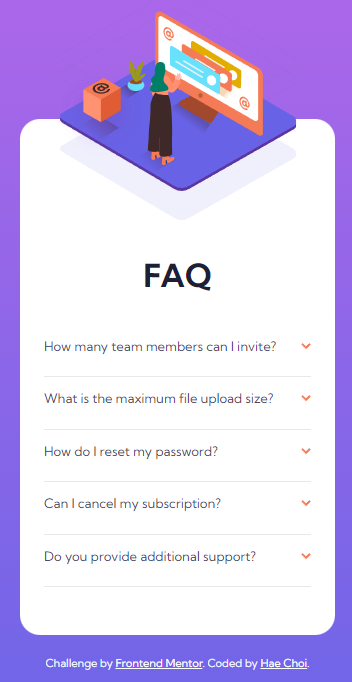 FAQ
How many team members can I invite?
What is the maximum file upload size?
How do I reset my password?
Can I cancel my subscription?
Do you provide additional support?
Challenge by Frontend Mentor. Coded by Hae Choi.